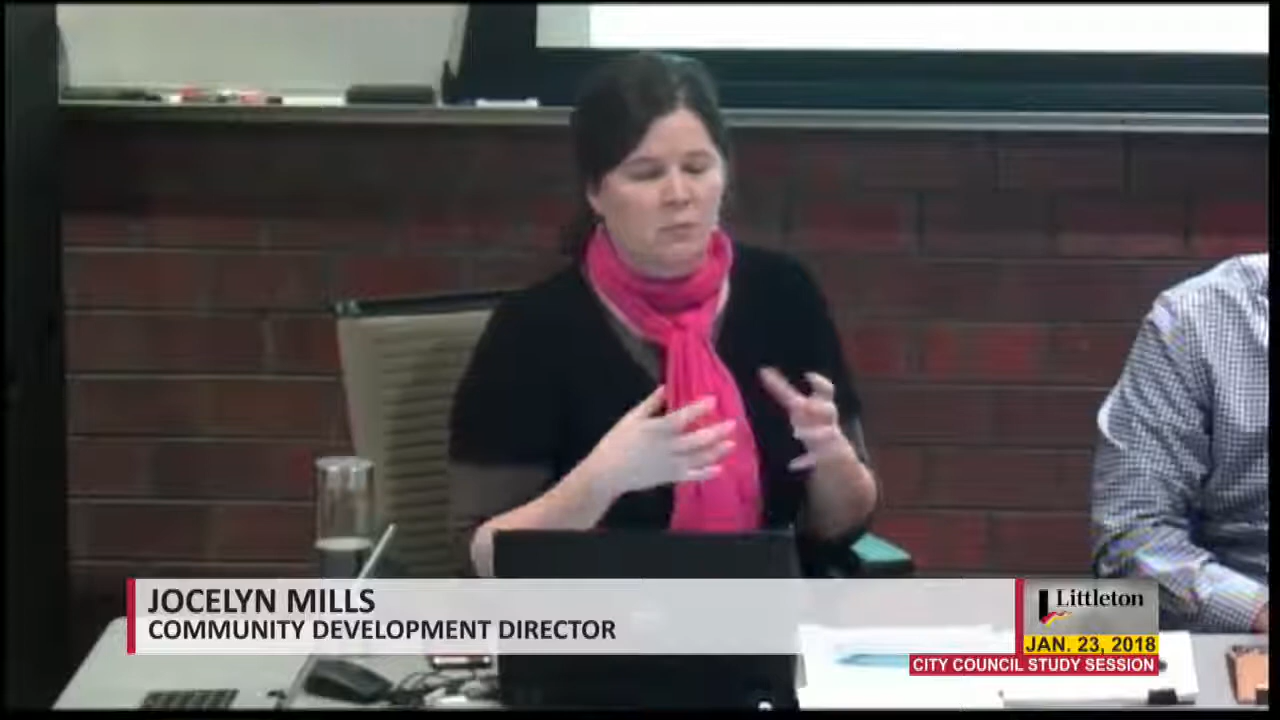 JOCELYN MILLS
COMMUNITY DEVELOPMENT DIRECTOR
Littleton
JAN. 23, 2018
CITY COUNCIL STUDY SESSION